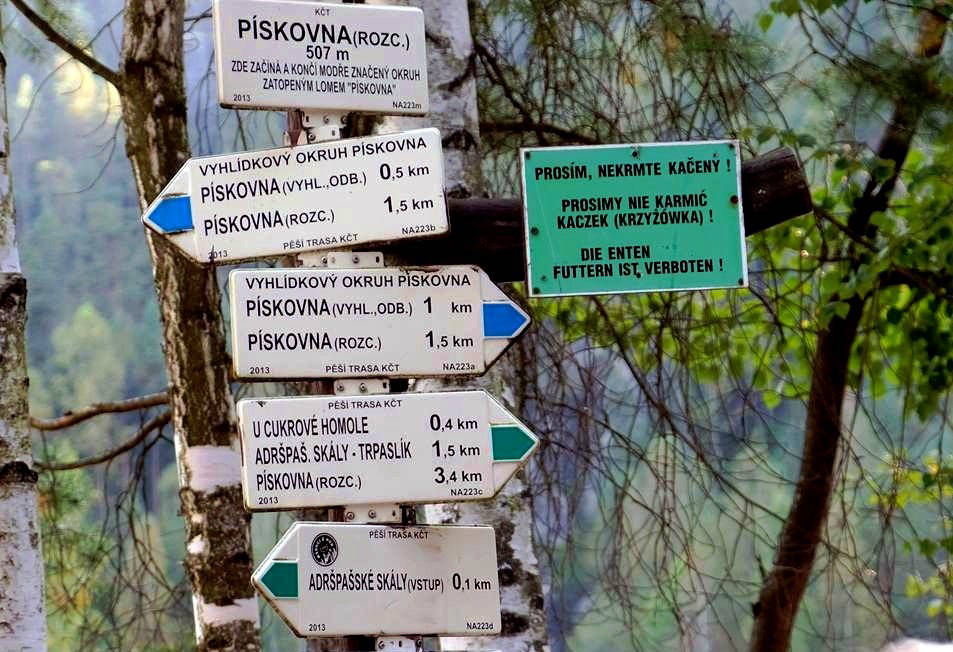 KČT
PÍSKOVNA (ROZC.)
507 m
ZDE ZAČÍNÁ A KONČÍ MODŘE ZNAČENÝ OKRUH
ZATOPENÝM LOMEM "PÍSKOVNA"
2013 NA223m
VYHLÍDKOVÝ OKRUH PÍSKOVNA
PÍSKOVNA (VYHL.,ODB.) 0,5 km
PÍSKOVNA (ROZC.) 1,5 km
2013 PĚŠÍ TRASA KČT NA223b
PROSÍM, NEKRMTE KAČENÝ !
PROSIMY NIE KARMIĆ
KACZEK (KRZYŻÓWKA) !
DIE ENTEN
FUTTERN IST VERBOTEN !
VYHLÍDKOVÝ OKRUH PÍSKOVNA
PÍSKOVNA (VYHL.,ODB.) 1 km
PÍSKOVNA (ROZC.) 1,5 km
2013 PĚŠÍ TRASA KČT NA223a
PĚŠÍ TRASA KČT
U CUKROVÉ HOMOLE 0,4 km
ADRŠPAŠ. SKÁLY - TRPASLÍK 1,5 km
PÍSKOVNA (ROZC.) 3,4 km
2013 NA223c
PĚŠÍ TRASA KČT
ADRŠPAŠSKÉ SKÁLY (VSTUP) 0,1 km
2013 NA223d